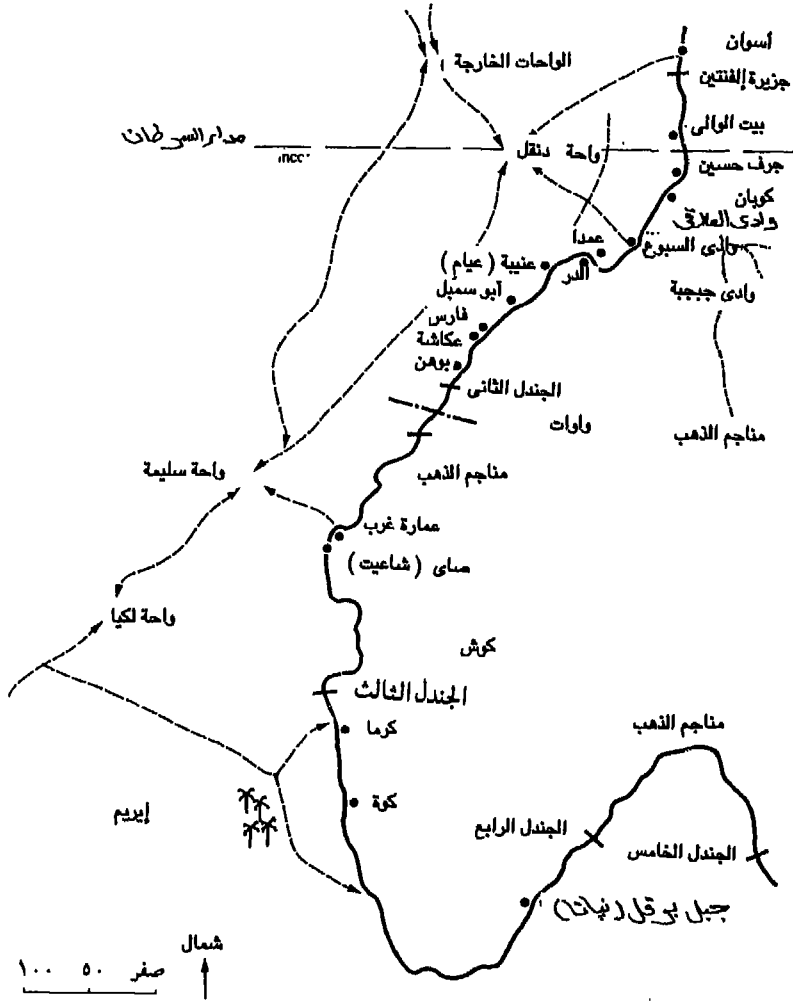 أسوان
الواحات الخارجة
جزيرة إلفنتين
بيت الوالى
مدار السرطان
واحة دنقل
جرف حسين
كوبان
وادى العلاقى
وادى السبوع
عمدا
عنيبة (عيام)
الدر
أبو سمبل
وادى جبجبة
فارس
عكاشة
بوهن
الجندل الثانى
واوات
مناجم الذهب
واحة سليمة
مناجم الذهب
عمارة غرب
صاى (شاعيت)
واحة لكيا
كوش
الجندل الثالث
مناجم الذهب
كرما
كوة
إيريم
الجندل الرابع
الجندل الخامس
جبل برقل (نباتا)
شمال
صفر ٥٠ ١٠٠